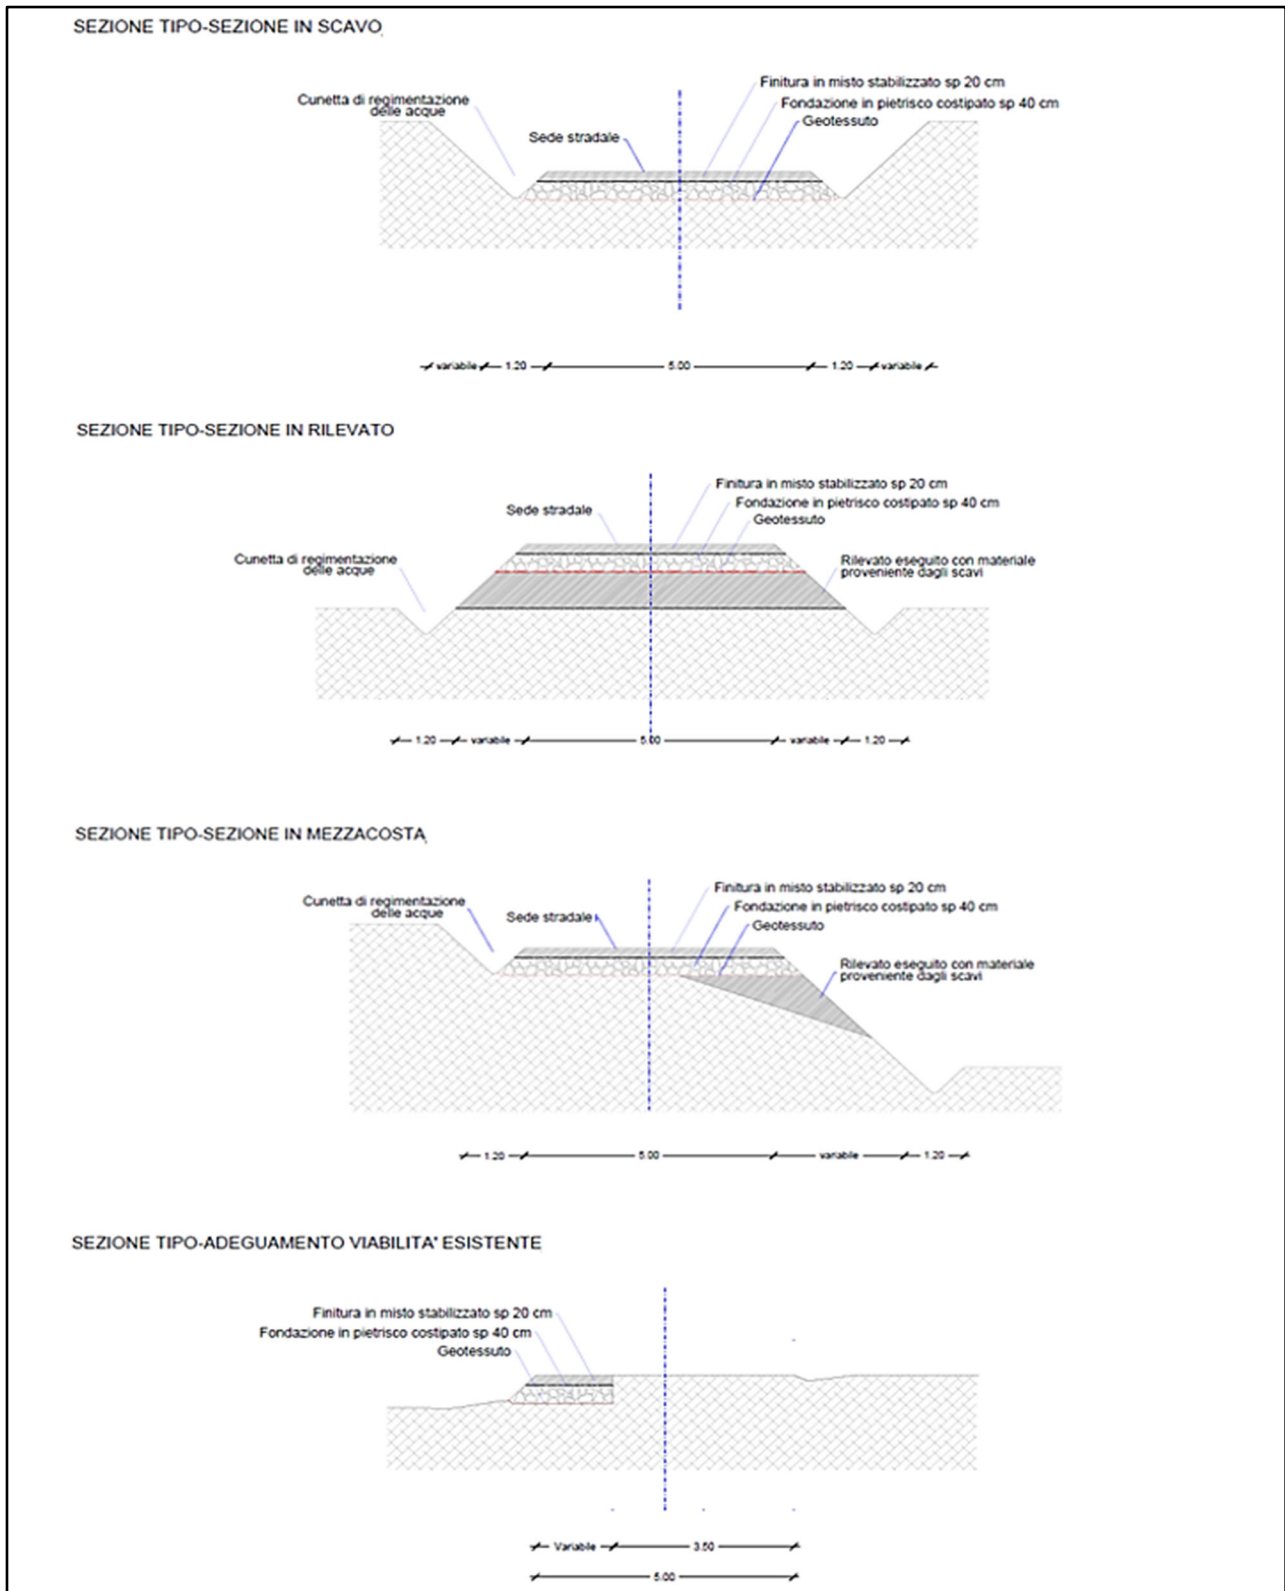 SEZIONE TIPO-SEZIONE IN SCAVO
Finitura in misto stabilizzato sp 20 cm
Cunetta di regimentazione
delle acque
Fondazione in pietrisco costipato sp 40 cm
Geotessuto
Sede stradale
variabile 1.20 5.00 1.20 variabile
SEZIONE TIPO-SEZIONE IN RILEVATO
Finitura in misto stabilizzato sp 20 cm
Fondazione in pietrisco costipato sp 40 cm
Sede stradale
Geotessuto
Cunetta di regimentazione
delle acque
Rilevato eseguito con materiale
proveniente dagli scavi
1.20 variabile 5.00 variabile 1.20
SEZIONE TIPO-SEZIONE IN MEZZACOSTA
Finitura in misto stabilizzato sp 20 cm
Cunetta di regimentazione
delle acque
Fondazione in pietrisco costipato sp 40 cm
Sede stradale
Geotessuto
Rilevato eseguito con materiale
proveniente dagli scavi
1.20 5.00 variabile 1.20
SEZIONE TIPO-ADEGUAMENTO VIABILITA' ESISTENTE
Finitura in misto stabilizzato sp 20 cm
Fondazione in pietrisco costipato sp 40 cm
Geotessuto
Variabile 3.50
5.00